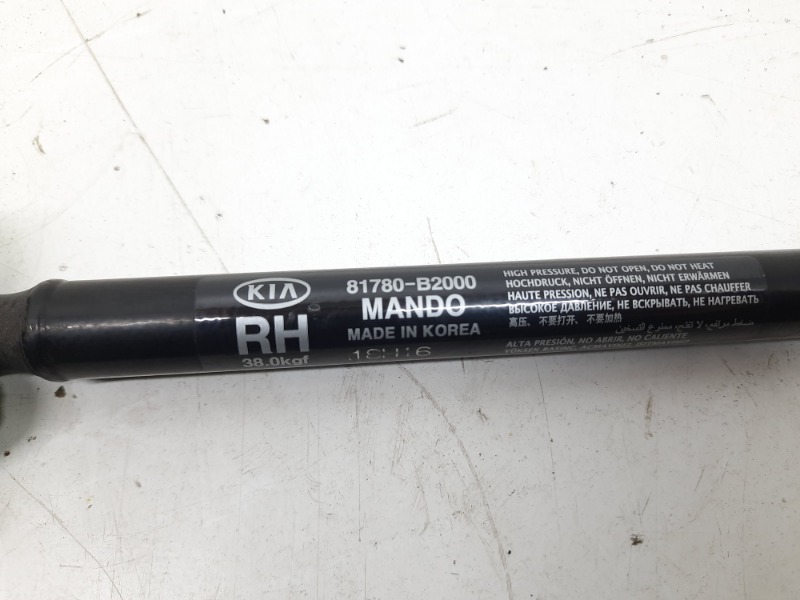 KIA
RH
38.0kgf
81780-B2000
MANDO
MADE IN KOREA
HIGH PRESSURE, DO NOT OPEN, DO NOT HEAT
HOCHDRUCK, NICHT ÖFFNEN, NICHT ERWÄRMEN
HAUTE PRESSION, NE PAS OUVRIR, NE PAS CHAUFFER
ВЫСОКОЕ ДАВЛЕНИЕ, НЕ ВСКРЫВАТЬ, НЕ НАГРЕВАТЬ
高压、不要打开、不要加热
ALTA PRESIÓN, NO ABRIR, NO CALIENTE